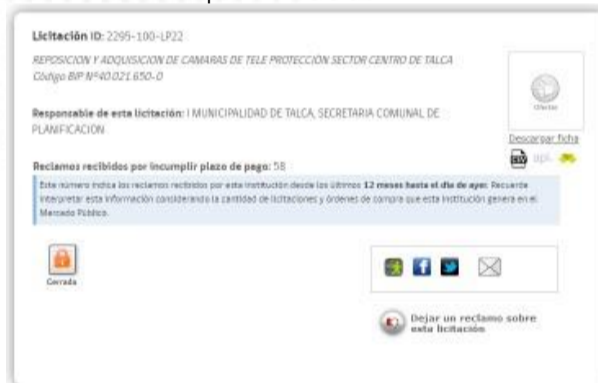 Licitación ID: 2295-100-LP22
REPOSICION Y ADQUISICION DE CAMARAS DE TELE PROTECCIÓN SECTOR CENTRO DE TALCA
Código BIP Nº40.021.650-0
Responsable de esta licitación: I MUNICIPALIDAD DE TALCA, SECRETARIA COMUNAL DE
PLANIFICACIÓN
Ofertar
Descargar ficha
Reclamos recibidos por incumplir plazo de pago: 58
Este número indica los reclamos recibidos por esta institución desde los últimos 12 meses hasta el día de ayer. Recuerde
interpretar esta información considerando la cantidad de licitaciones y órdenes de compra que esta institución genera en el
Mercado Público.
Cerrada
Dejar un reclamo sobre
esta licitación